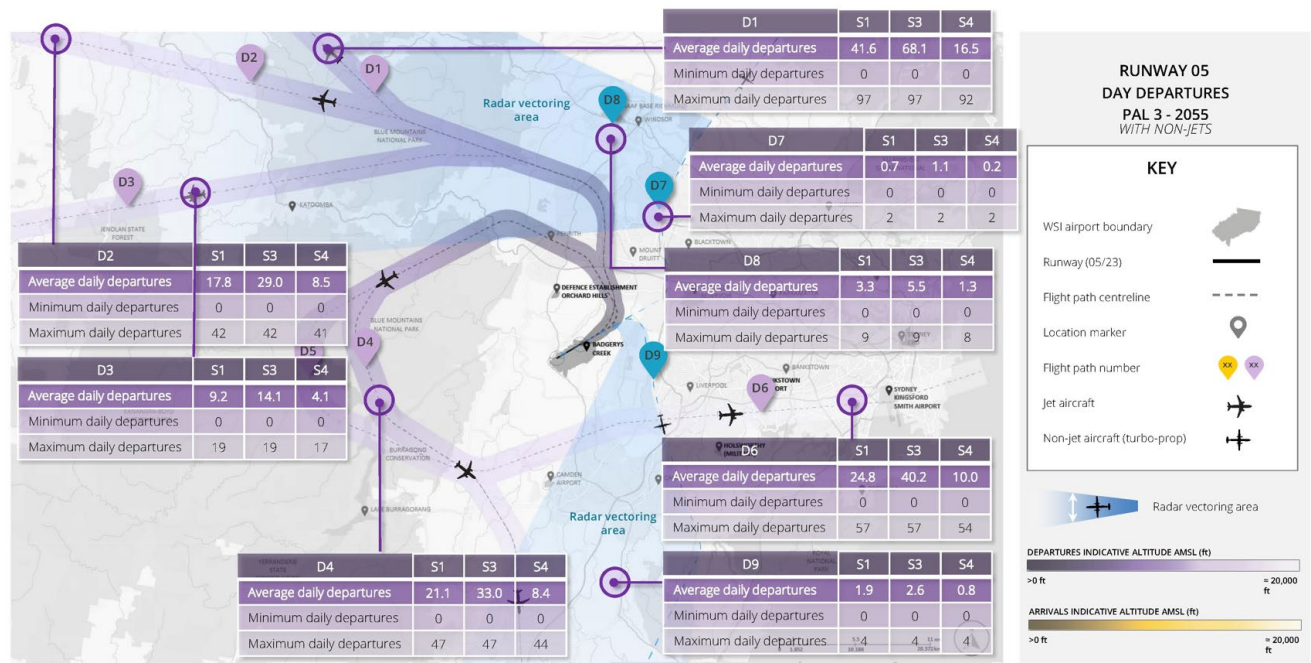 D1 S1 S3 S4
Average daily departures 41.6 68.1 16.5
Minimum daily departures 0 0 0
Maximum daily departures 97 97 92
D2
D1
Radar vectoring
area
D8
WINDSOR
BLUE MOUNTAINS
NATIONAL PARK
D7 S1 S3 S4
Average daily departures 0.7 1.1 0.2
Minimum daily departures 0 0 0
Maximum daily departures 2 2 2
D3
D7
KATOOMBA
JENOLAN STATE
FOREST
PENRITH
MOUNT
DRUITT
BLACKTOWN
D2 S1 S3 S4
Average daily departures 17.8 29.0 8.5
Minimum daily departures 0 0 0
Maximum daily departures 42 42 41
D8 S1 S3 S4
Average daily departures 3.3 5.5 1.3
Minimum daily departures 0 0 0
Maximum daily departures 9 9 8
DEFENCE ESTABLISHMENT
ORCHARD HILLS
BLUE MOUNTAINS
NATIONAL PARK
D5
D4
BADGERYS
CREEK
D9
D3 S1 S3 S4
Average daily departures 9.2 14.1 4.1
Minimum daily departures 0 0 0
Maximum daily departures 19 19 17
BANKSTOWN
LIVERPOOL
D6
SYDNEY
KINGSFORD
SMITH AIRPORT
BURRAGORANG
CONSERVATION
CAMDEN
AIRPORT
LAKE BURRAGORANG
D6 S1 S3 S4
Average daily departures 24.8 40.2 10.0
Minimum daily departures 0 0 0
Maximum daily departures 57 57 54
Radar vectoring
area
D4 S1 S3 S4
Average daily departures 21.1 33.0 8.4
Minimum daily departures 0 0 0
Maximum daily departures 47 47 44
D9 S1 S3 S4
Average daily departures 1.9 2.6 0.8
Minimum daily departures 0 0 0
Maximum daily departures 4 4 4
RUNWAY 05
DAY DEPARTURES
PAL 3 - 2055
WITH NON-JETS
KEY
WSI airport boundary
Runway (05/23)
Flight path centreline
Location marker
Flight path number XX XX
Jet aircraft
Non-jet aircraft (turbo-prop)
Radar vectoring area
DEPARTURES INDICATIVE ALTITUDE AMSL (ft)
>0 ft ≈ 20,000
ft
ARRIVALS INDICATIVE ALTITUDE AMSL (ft)
>0 ft ≈ 20,000
ft